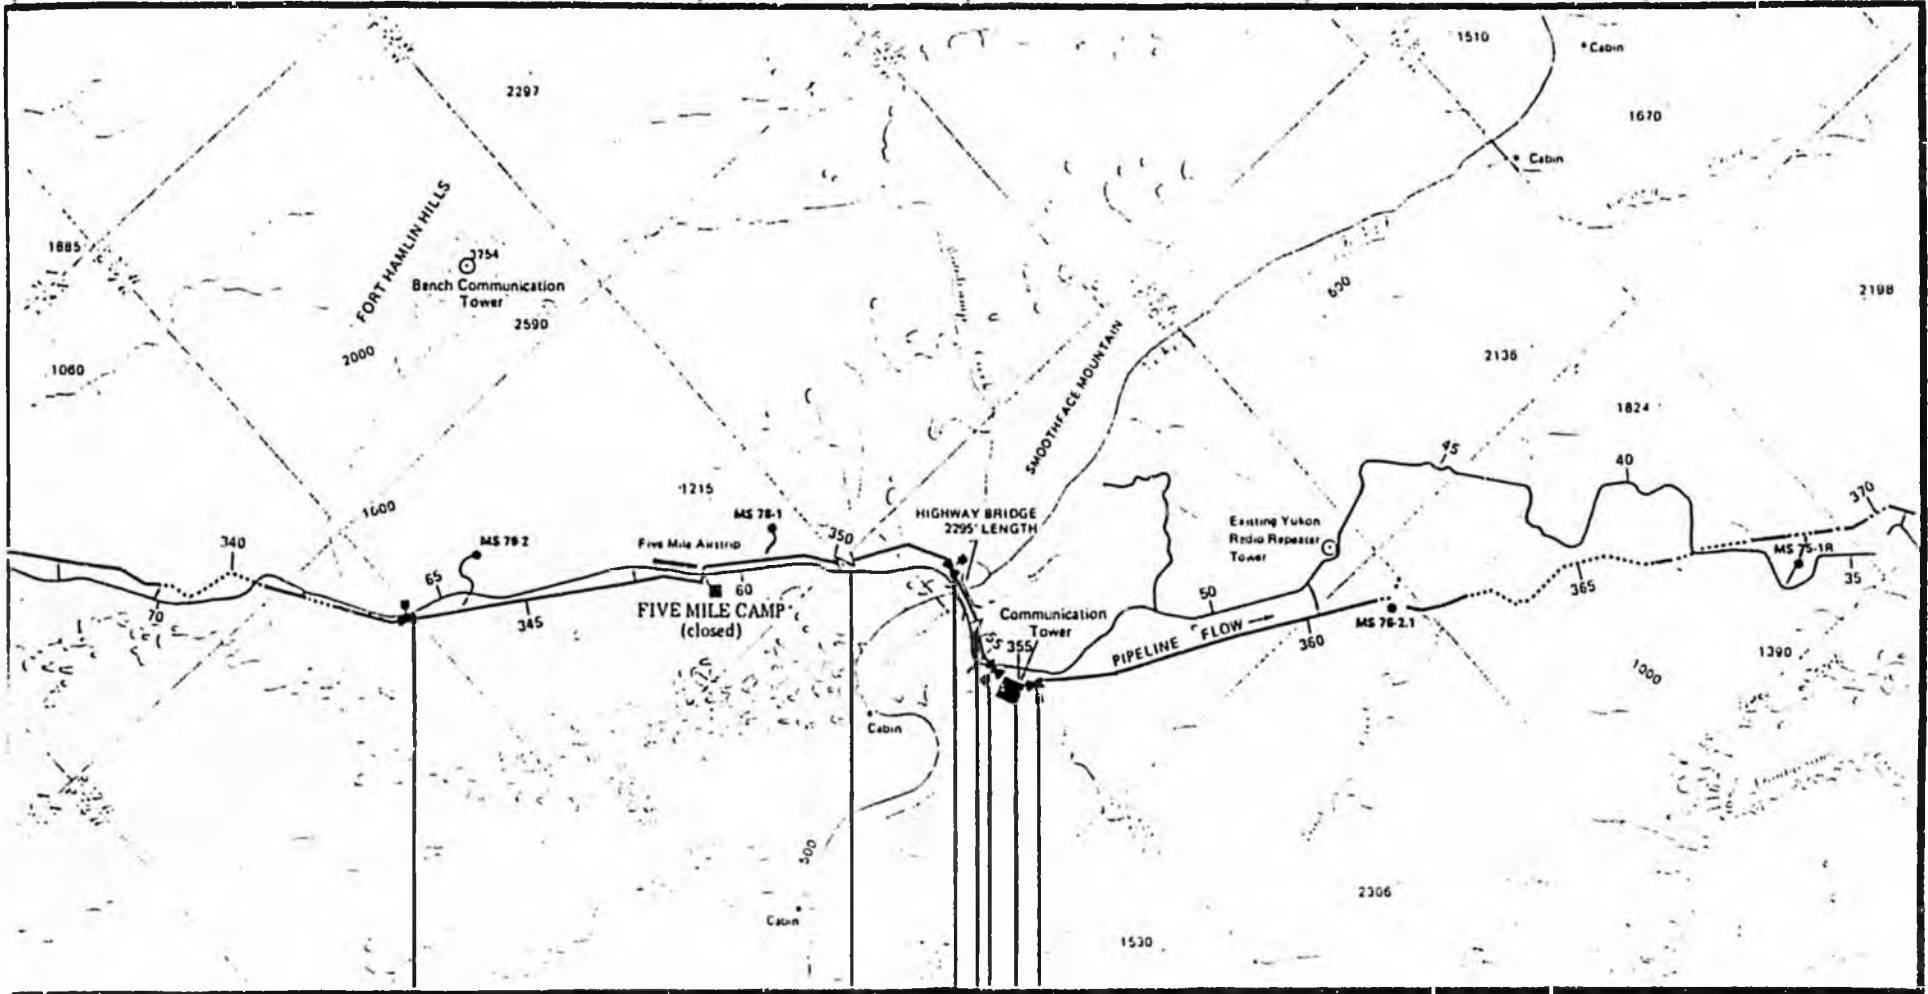 1510
Cabin
2297
1670
Cabin
FORT HAMLIN HILLS
1885
3754
Bench Communication
Tower
2590
600
2198
2000
1060
SMOOTHFACE MOUNTAIN
2136
1824
45
40
1215
1600
MS 78-1
HIGHWAY BRIDGE
2295' LENGTH
370
Existing Yukon
Radio Repeater
Tower
340
MS 79-2
Five Mile Airstrip
350
MS 75-1R
65
60
50
365
35
70
345
FIVE MILE CAMP
(closed)
Communication
Tower
55
355
PIPELINE FLOW
360
MS 76-2.1
1000
1390
Cabin
500
2306
Cabin
1530